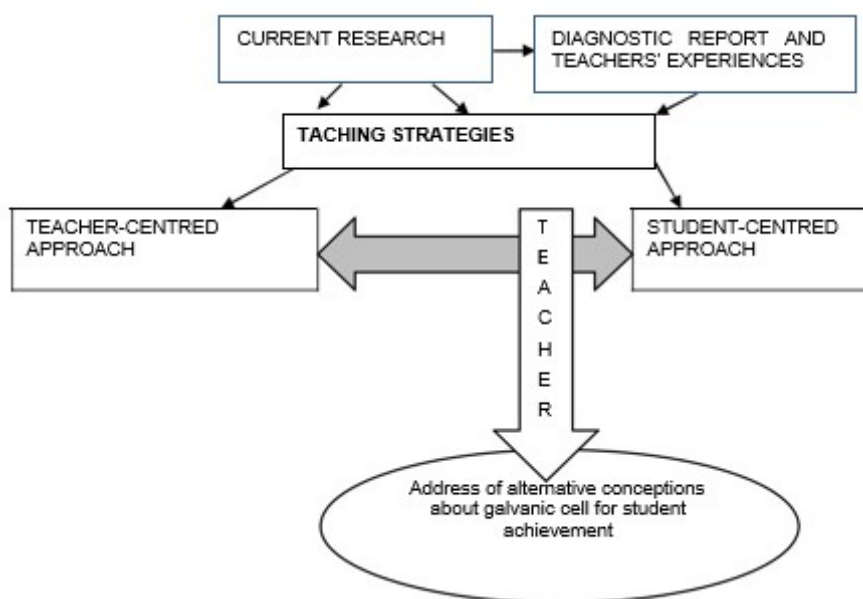 CURRENT RESEARCH
DIAGNOSTIC REPORT AND
TEACHERS' EXPERIENCES
TACHING STRATEGIES
TEACHER-CENTRED
APPROACH
STUDENT-CENTRED
APPROACH
T
E
A
C
H
E
R
Address of alternative conceptions
about galvanic cell for student
achievement